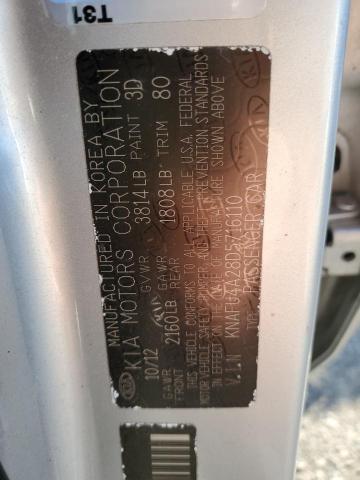 T31
MANUFACTURED IN KOREA BY
KIA MOTORS CORPORATION
10/12 GVWR 3814LB PAINT 3D
GAWR FRONT 2160LB GAWR REAR 1808LB TRIM 80
THIS VEHICLE CONFORMS TO ALL APPLICABLE U.S.A. FEDERAL
MOTOR VEHICLE SAFETY, BUMPER, AND THEFT PREVENTION STANDARDS
IN EFFECT ON THE DATE OF MANUFACTURE SHOWN ABOVE
V.I.N: KNAFU4A28D5716110
TYPE: PASSENGER CAR